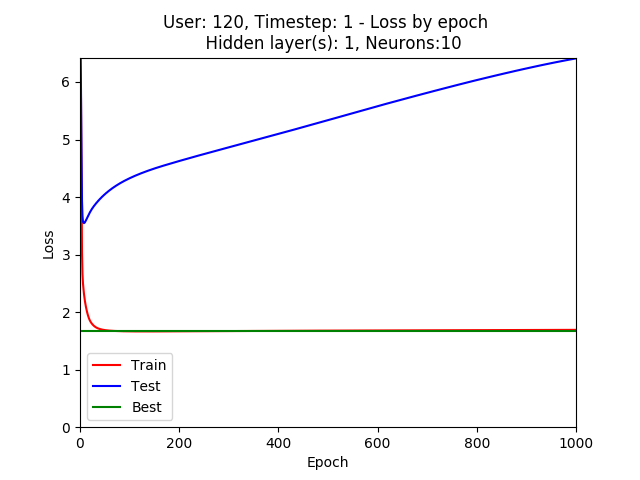 User: 120, Timestep: 1 - Loss by epoch
Hidden layer(s): 1, Neurons:10
6
5
4
3
2
1
0
Loss
Train
Test
Best
0 200 400 600 800 1000
Epoch